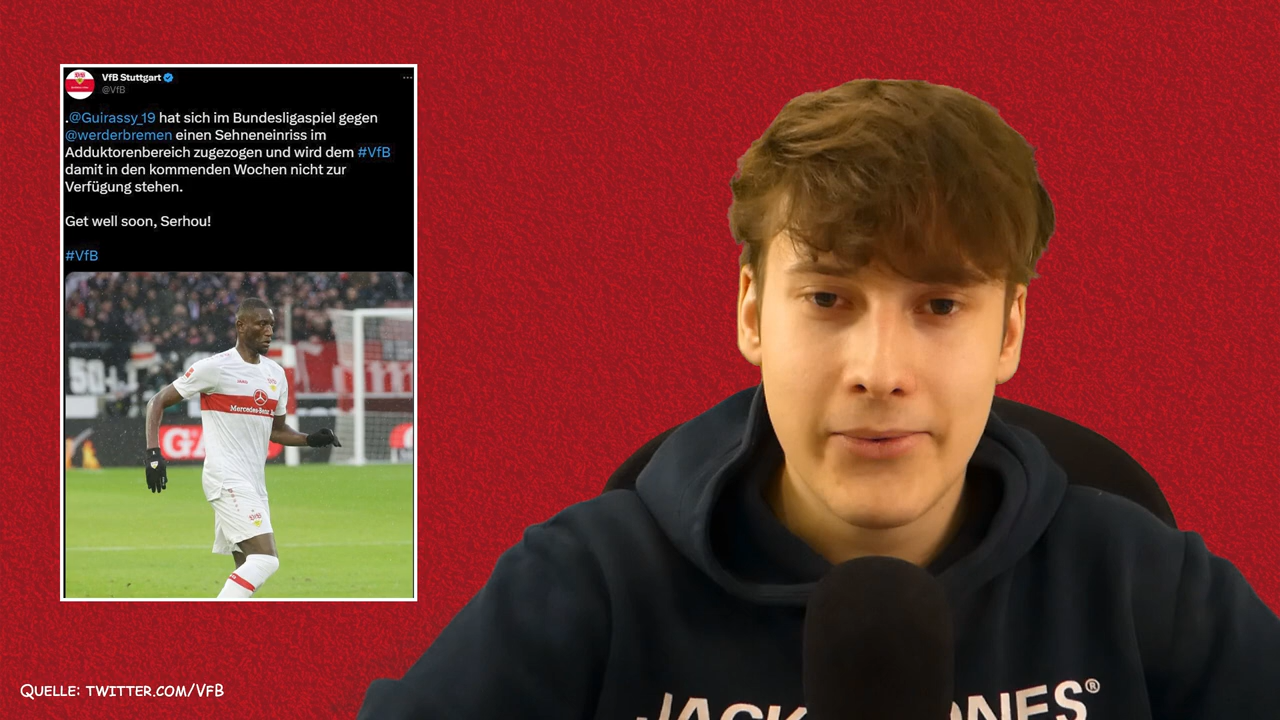 VfB Stuttgart
@VfB
.@Guirassy_19 hat sich im Bundesligaspiel gegen
@werderbremen einen Sehneneinriss im
Adduktorenbereich zugezogen und wird dem #VfB
damit in den kommenden Wochen nicht zur
Verfügung stehen.
Get well soon, Serhou!
#VfB
Mercedes-Benz
QUELLE: TWITTER.COM/VFB
JACK JONES®